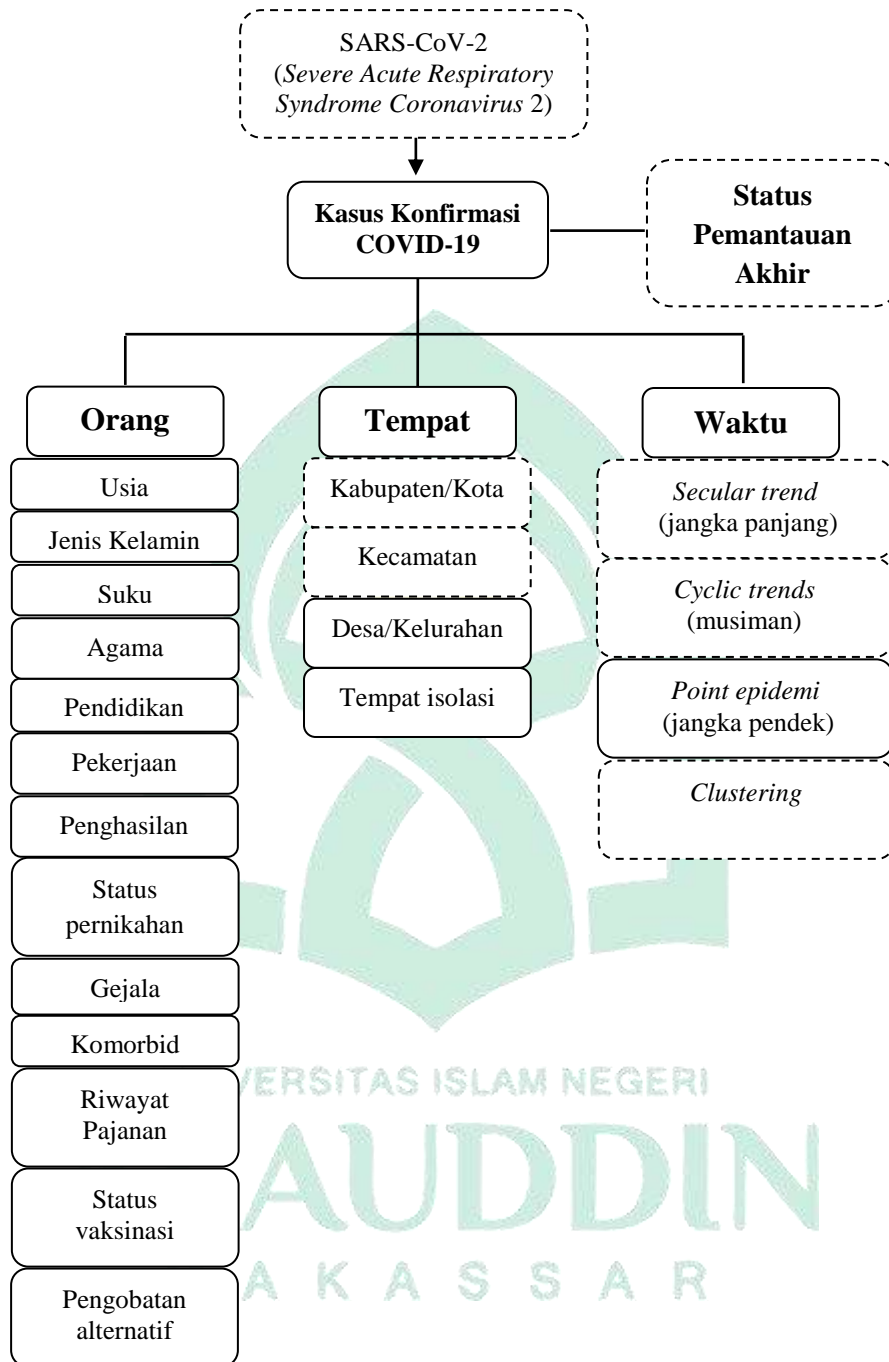 SARS-CoV-2
(Severe Acute Respiratory
Syndrome Coronavirus 2)
Kasus Konfirmasi
COVID-19
Status
Pemantauan
Akhir
Orang
Usia
Jenis Kelamin
Suku
Agama
Pendidikan
Pekerjaan
Penghasilan
Status
pernikahan
Gejala
Komorbid
Riwayat
Pajanan
Status
vaksinasi
Pengobatan
alternatif
Tempat
Kabupaten/Kota
Kecamatan
Desa/Kelurahan
Tempat isolasi
Waktu
Secular trend
(jangka panjang)
Cyclic trends
(musiman)
Point epidemi
(jangka pendek)
Clustering
VERSITAS ISLAM NEGERI
AUDDIN
A K A S S A R